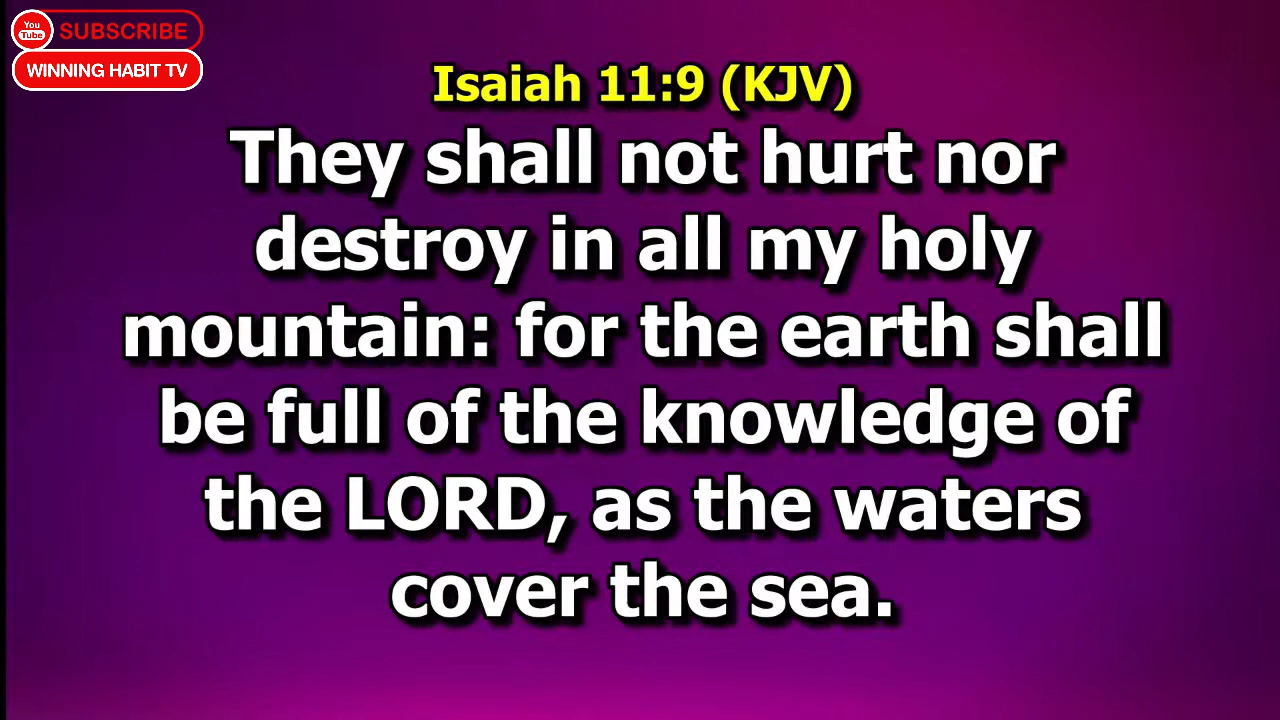 You
Tube
SUBSCRIBE
WINNING HABIT TV
Isaiah 11:9 (KJV)
They shall not hurt nor
destroy in all my holy
mountain: for the earth shall
be full of the knowledge of
the LORD, as the waters
cover the sea.